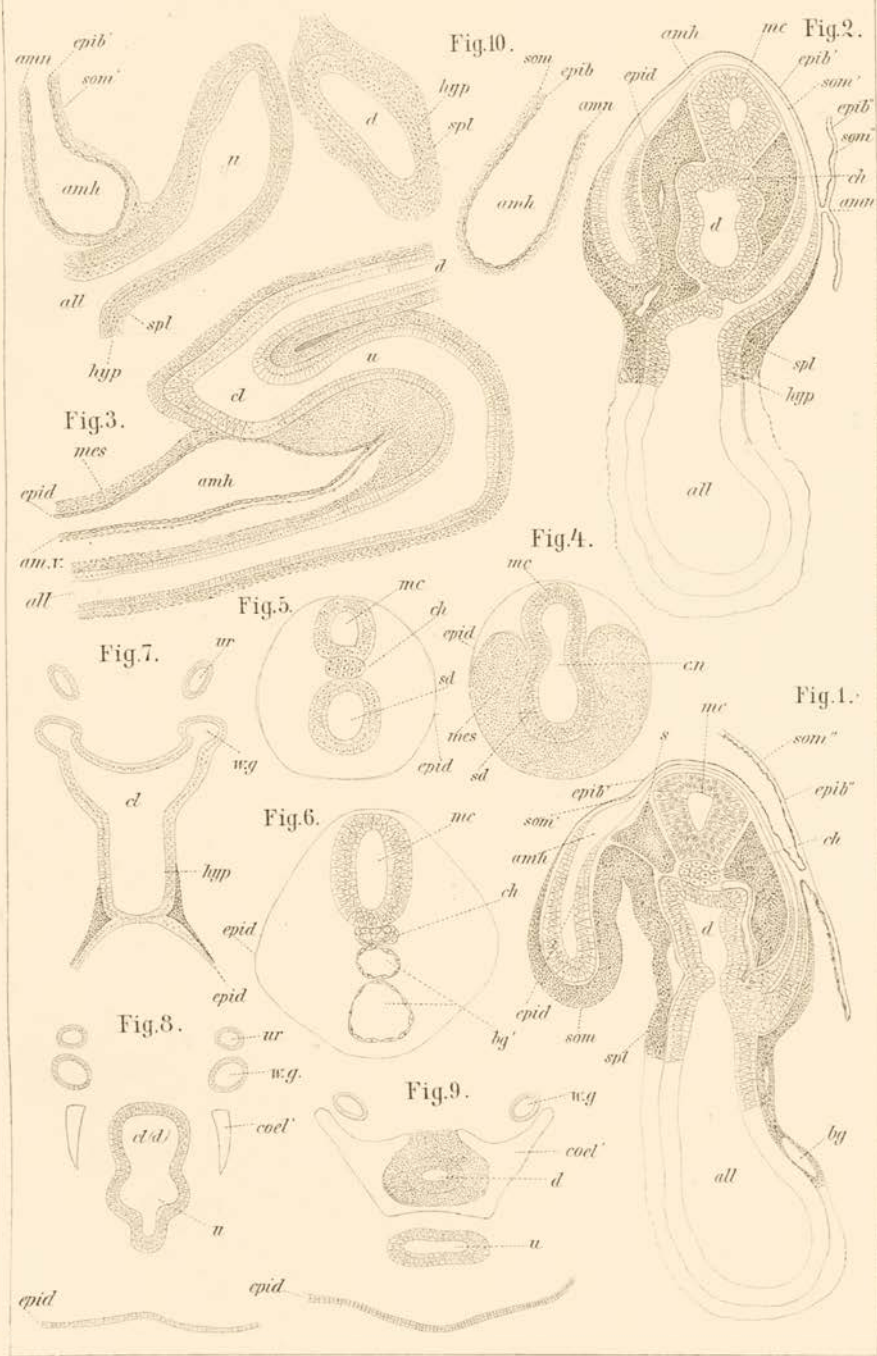 Fig.10.
amn
epib'
som'
amh
u
all
spl
hyp
d
hyp
spl
som
epib
amn
amh
Fig.2.
amh
mc
epid
epib'
som'
epib"
som"
ch
amn
d
spl
hyp
all
Fig.3.
d
u
cl
mes
epid
amh
am.v.
all
Fig.4.
mc
epid
c.n
mes
sd
Fig.5.
mc
ch
sd
epid
Fig.7.
ur
w.g
cl
hyp
epid
Fig.6.
mc
ch
epid
bg'
Fig.1.
mc
som"
s
epib'
epib"
som'
ch
amh
d
epid
som
spl
bg
all
Fig.8.
ur
w.g.
cl(d)
coel'
u
epid
Fig.9.
w.g
coel'
d
u
epid